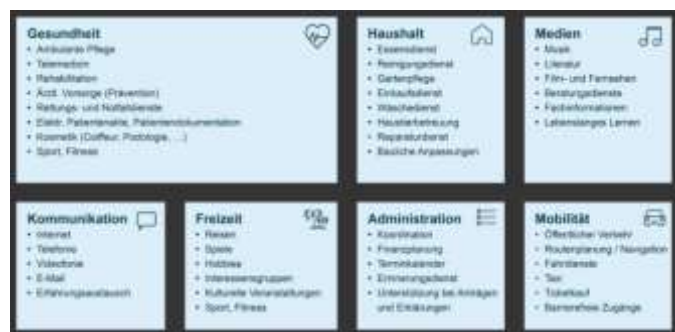 Gesundheit
• Ambulante Pflege
• Telemedizin
• Rehabilitation
• Ärztl. Vorsorge (Prävention)
• Rettungs- und Notfalldienste
• Elektr. Patientenakte, Patientendokumentation
• Kosmetik (Coiffeur, Podologie, ...)
• Sport, Fitness
Haushalt
• Essensdienst
• Reinigungsdienst
• Gartenpflege
• Einkaufsdienst
• Wäschedienst
• Haustierbetreuung
• Reparaturdienst
• Bauliche Anpassungen
Medien
• Musik
• Literatur
• Film- und Fernsehen
• Beratungsdienste
• Fachinformationen
• Lebenslanges Lernen
Kommunikation
• Internet
• Telefonie
• Videofonie
• E-Mail
• Erfahrungsaustausch
Freizeit
• Reisen
• Spiele
• Hobbies
• Interessensgruppen
• Kulturelle Veranstaltungen
• Sport, Fitness
Administration
• Koordination
• Finanzplanung
• Terminkalender
• Erinnerungsdienst
• Unterstützung bei Anträgen
und Erklärungen
Mobilität
• Öffentlicher Verkehr
• Routenplanung / Navigation
• Fahrdienste
• Taxi
• Ticketkauf
• Barrierefreie Zugänge